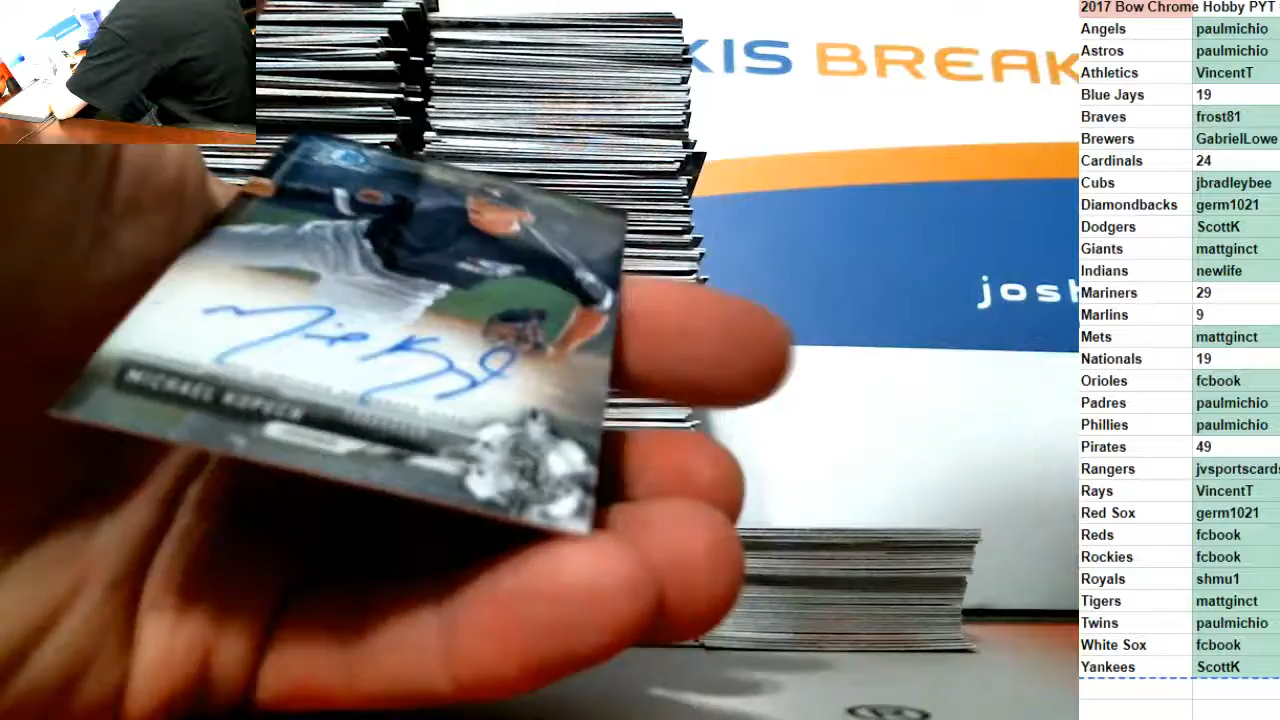 KIS BREAK
josh
MICHAEL KOPECH
2017 Bow Chrome Hobby PYT
Angels paulmichio
Astros paulmichio
Athletics VincentT
Blue Jays 19
Braves frost81
Brewers GabrielLowe
Cardinals 24
Cubs jbradleybee
Diamondbacks germ1021
Dodgers ScottK
Giants mattginct
Indians newlife
Mariners 29
Marlins 9
Mets mattginct
Nationals 19
Orioles fcbook
Padres paulmichio
Phillies paulmichio
Pirates 49
Rangers jvsportscards
Rays VincentT
Red Sox germ1021
Reds fcbook
Rockies fcbook
Royals shmu1
Tigers mattginct
Twins paulmichio
White Sox fcbook
Yankees ScottK